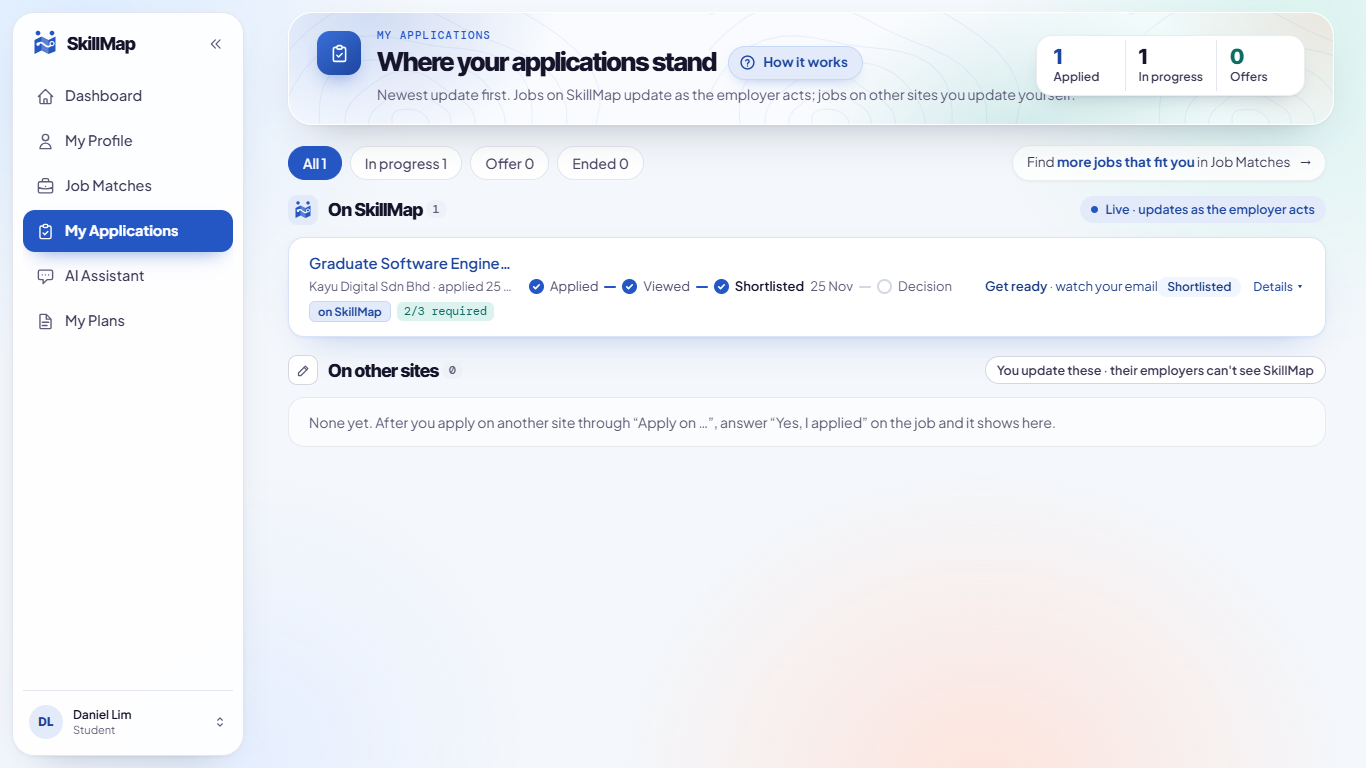 SkillMap
Dashboard
My Profile
Job Matches
My Applications
AI Assistant
My Plans
DL
Daniel Lim
Student
MY APPLICATIONS
Where your applications stand
How it works
Newest update first. Jobs on SkillMap update as the employer acts; jobs on other sites you update yourself.
1 Applied
1 In progress
0 Offers
All 1
In progress 1
Offer 0
Ended 0
Find more jobs that fit you in Job Matches →
On SkillMap 1
Live · updates as the employer acts
Graduate Software Engine…
Kayu Digital Sdn Bhd · applied 25 …
on SkillMap
2/3 required
Applied
Viewed
Shortlisted 25 Nov
Decision
Get ready · watch your email
Shortlisted
Details
On other sites 0
You update these · their employers can't see SkillMap
None yet. After you apply on another site through “Apply on …”, answer “Yes, I applied” on the job and it shows here.